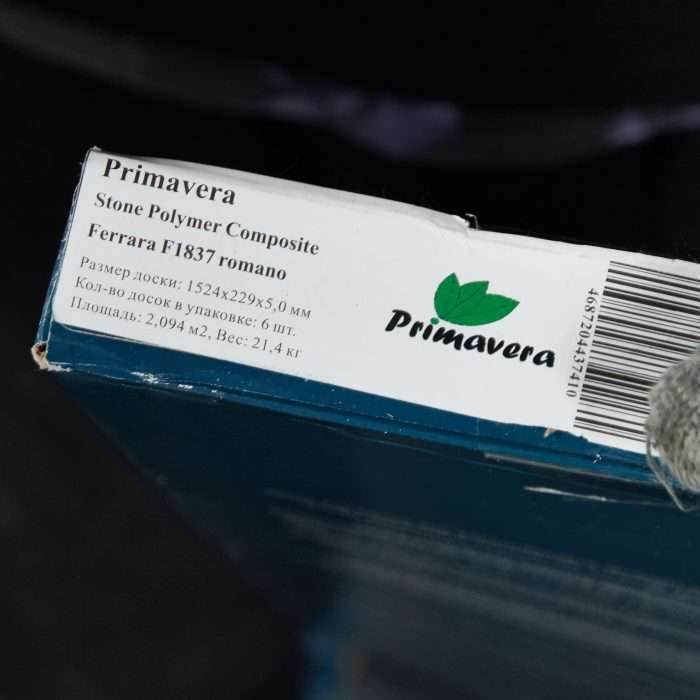 Primavera
Stone Polymer Composite
Ferrara F1837 romano
Размер доски: 1524x229x5,0 мм
Кол-во досок в упаковке: 6 шт.
Площадь: 2,094 м2, Вес: 21,4 кг
Primavera
4687204437410